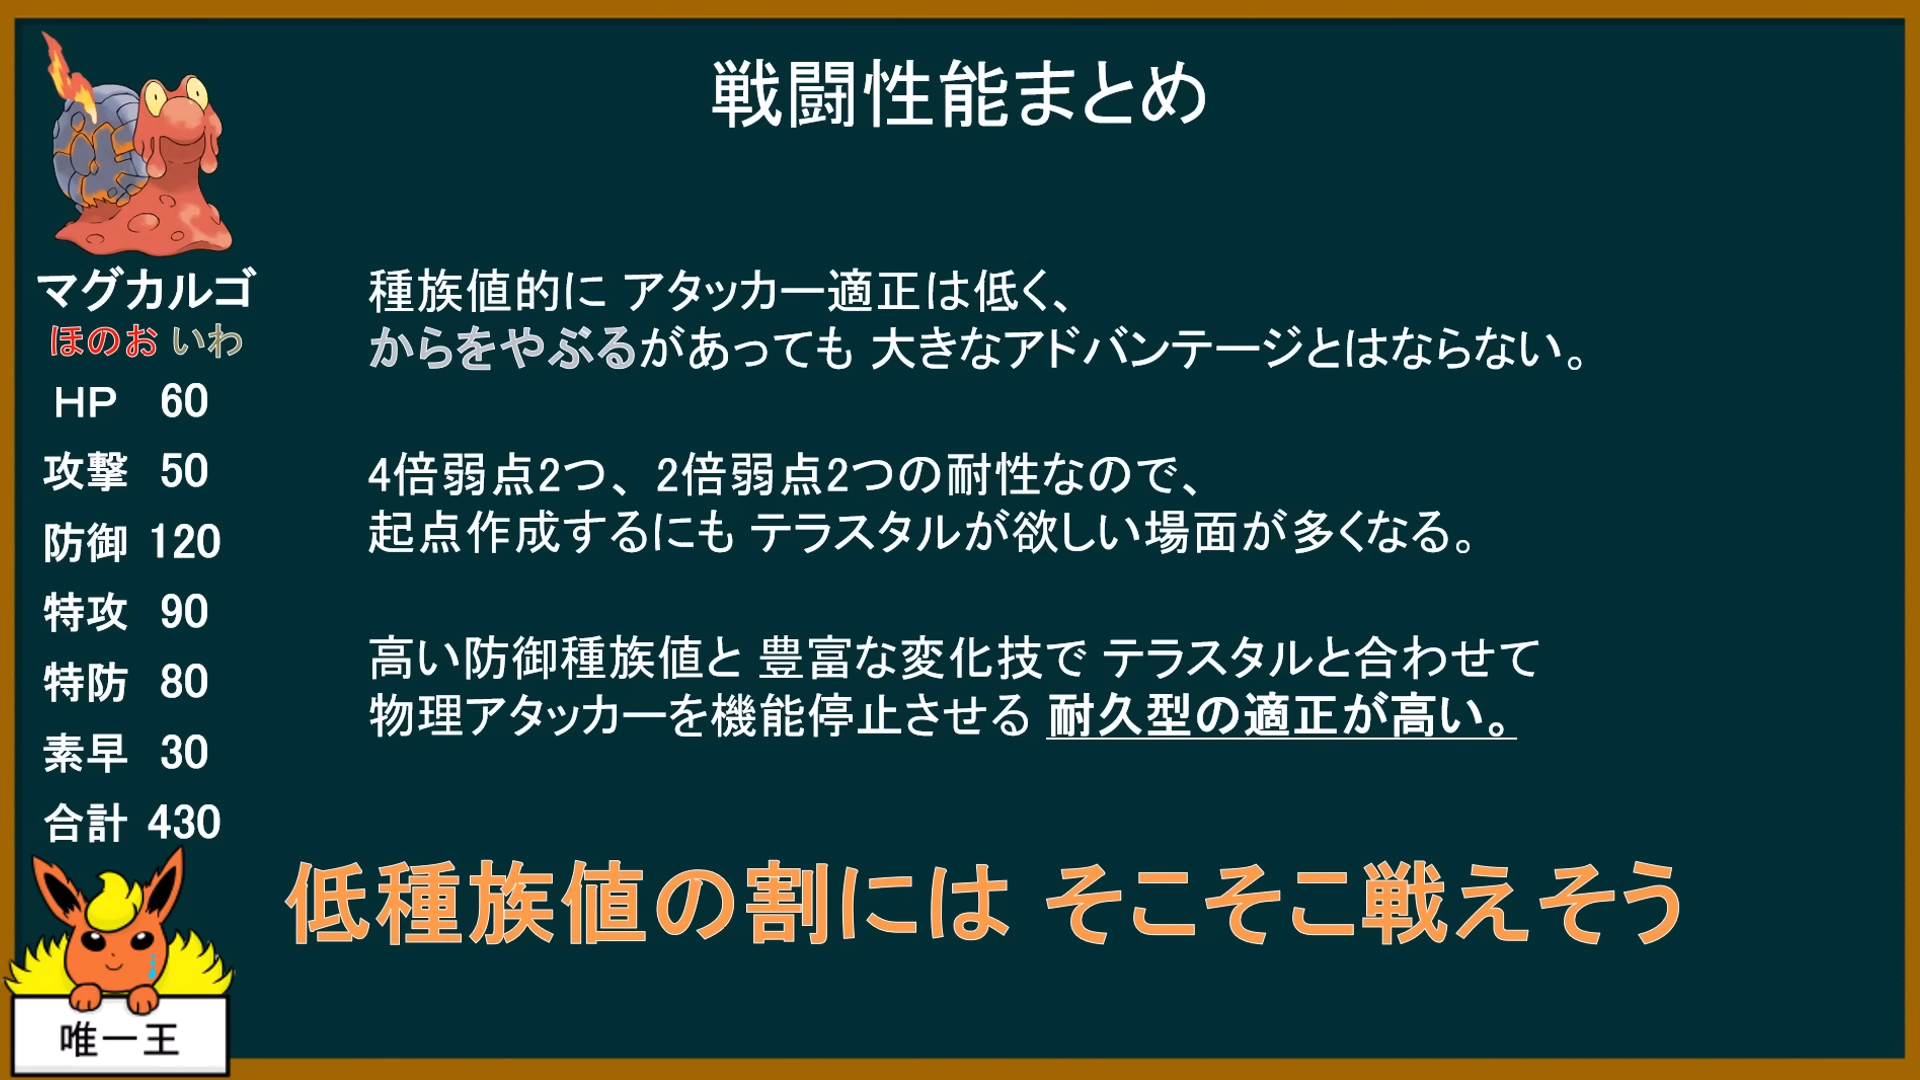 戦闘性能まとめ
マグカルゴ
ほのお いわ
HP 60
攻撃 50
防御 120
特攻 90
特防 80
素早 30
合計 430
種族値的に アタッカー適正は低く、
からをやぶるがあっても 大きなアドバンテージとはならない。
4倍弱点2つ、2倍弱点2つの耐性なので、
起点作成するにも テラスタルが欲しい場面が多くなる。
高い防御種族値と 豊富な変化技で テラスタルと合わせて
物理アタッカーを機能停止させる 耐久型の適正が高い。
低種族値の割には そこそこ戦えそう
唯一王